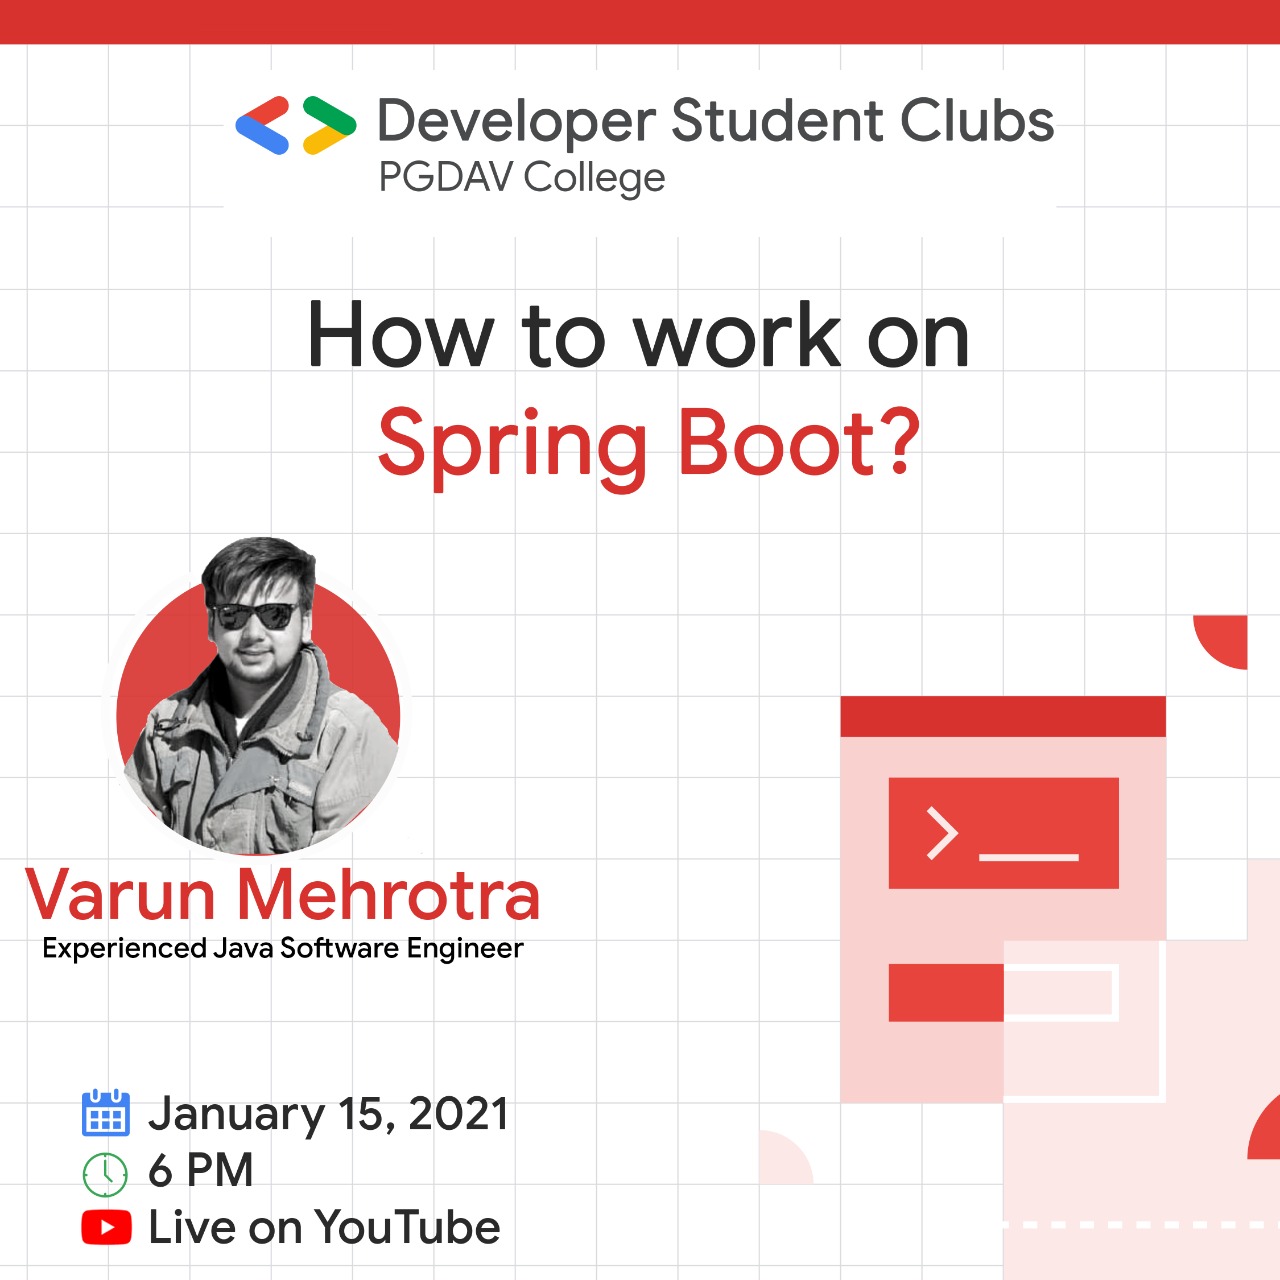 Developer Student Clubs
PGDAV College
How to work on
Spring Boot?
Varun Mehrotra
Experienced Java Software Engineer
January 15, 2021
6 PM
Live on YouTube